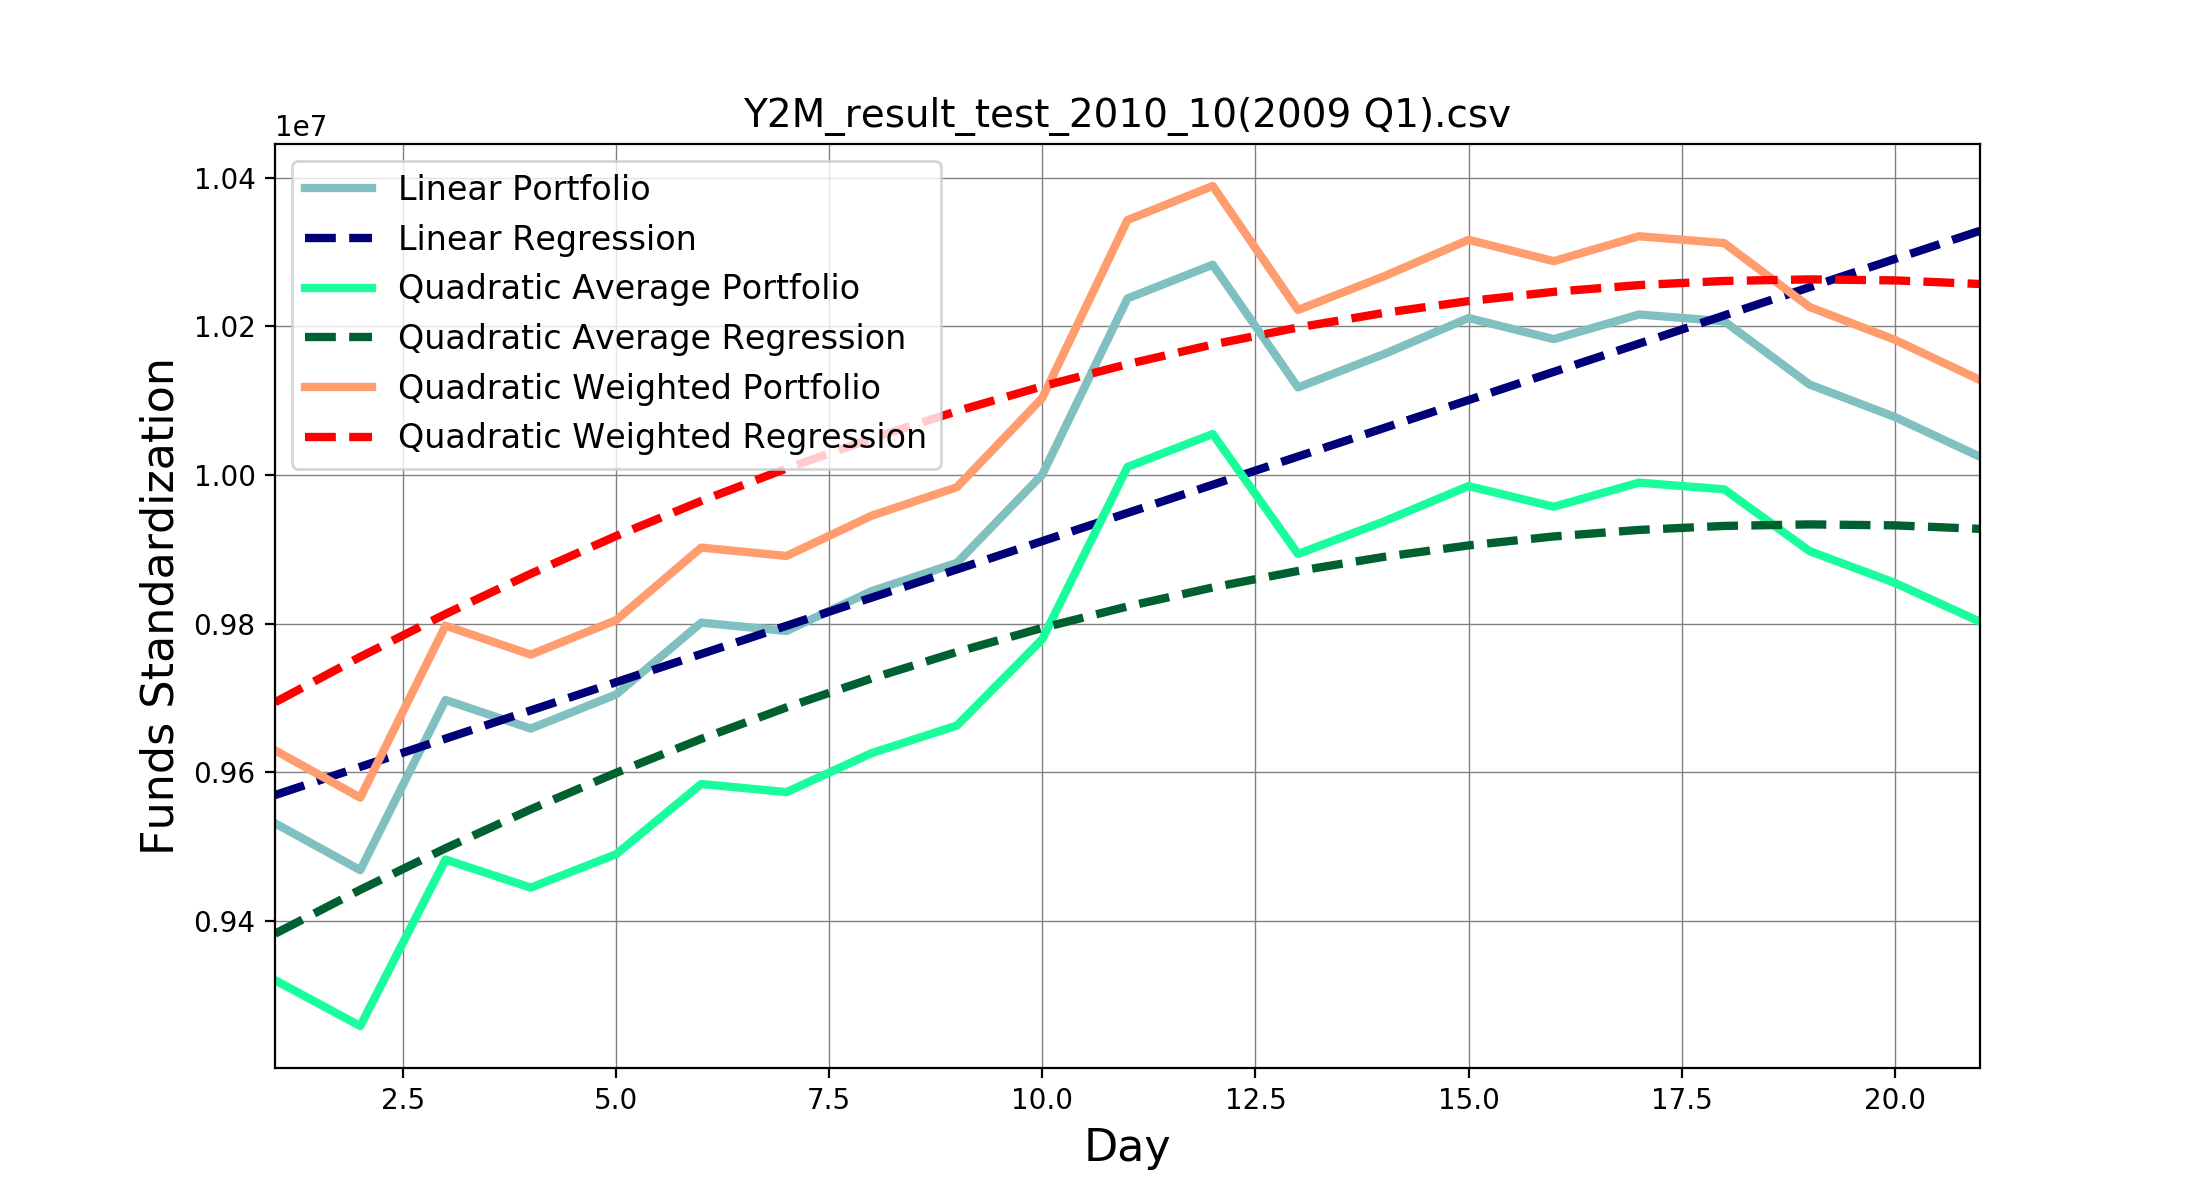 Y2M_result_test_2010_10(2009 Q1).csv
1e7
1.04
1.02
1.00
0.98
0.96
0.94
Funds Standardization
Linear Portfolio
Linear Regression
Quadratic Average Portfolio
Quadratic Average Regression
Quadratic Weighted Portfolio
Quadratic Weighted Regression
2.5 5.0 7.5 10.0 12.5 15.0 17.5 20.0
Day